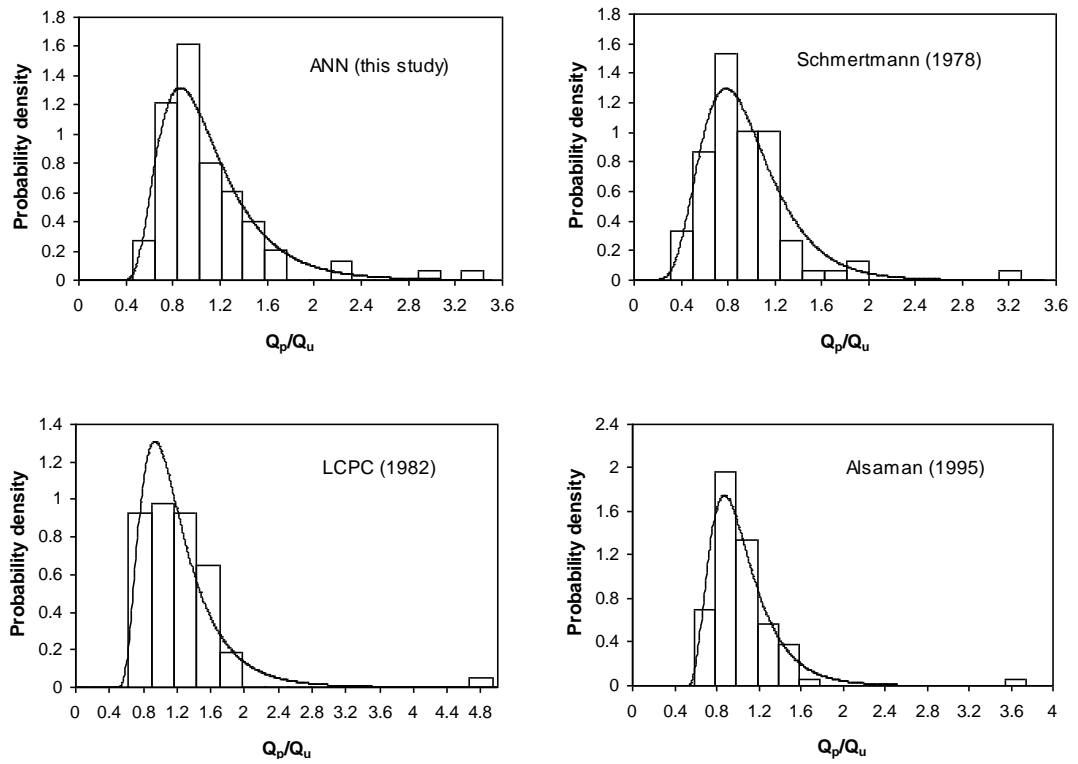 ANN (this study)
Probability density
1.8
1.6
1.4
1.2
1
0.8
0.6
0.4
0.2
0
0.4 0.8 1.2 1.6 2 2.4 2.8 3.2 3.6
Qp/Qu
Schmertmann (1978)
Probability density
1.8
1.6
1.4
1.2
1
0.8
0.6
0.4
0.2
0
0 0.4 0.8 1.2 1.6 2 2.4 2.8 3.2 3.6
Qp/Qu
LCPC (1982)
Probability density
1.4
1.2
1
0.8
0.6
0.4
0.2
0
0 0.4 0.8 1.2 1.6 2 2.4 2.8 3.2 3.6 4 4.4 4.8
Qp/Qu
Alsaman (1995)
Probability density
2.4
2
1.6
1.2
0.8
0.4
0
0 0.4 0.8 1.2 1.6 2 2.4 2.8 3.2 3.6 4
Qp/Qu